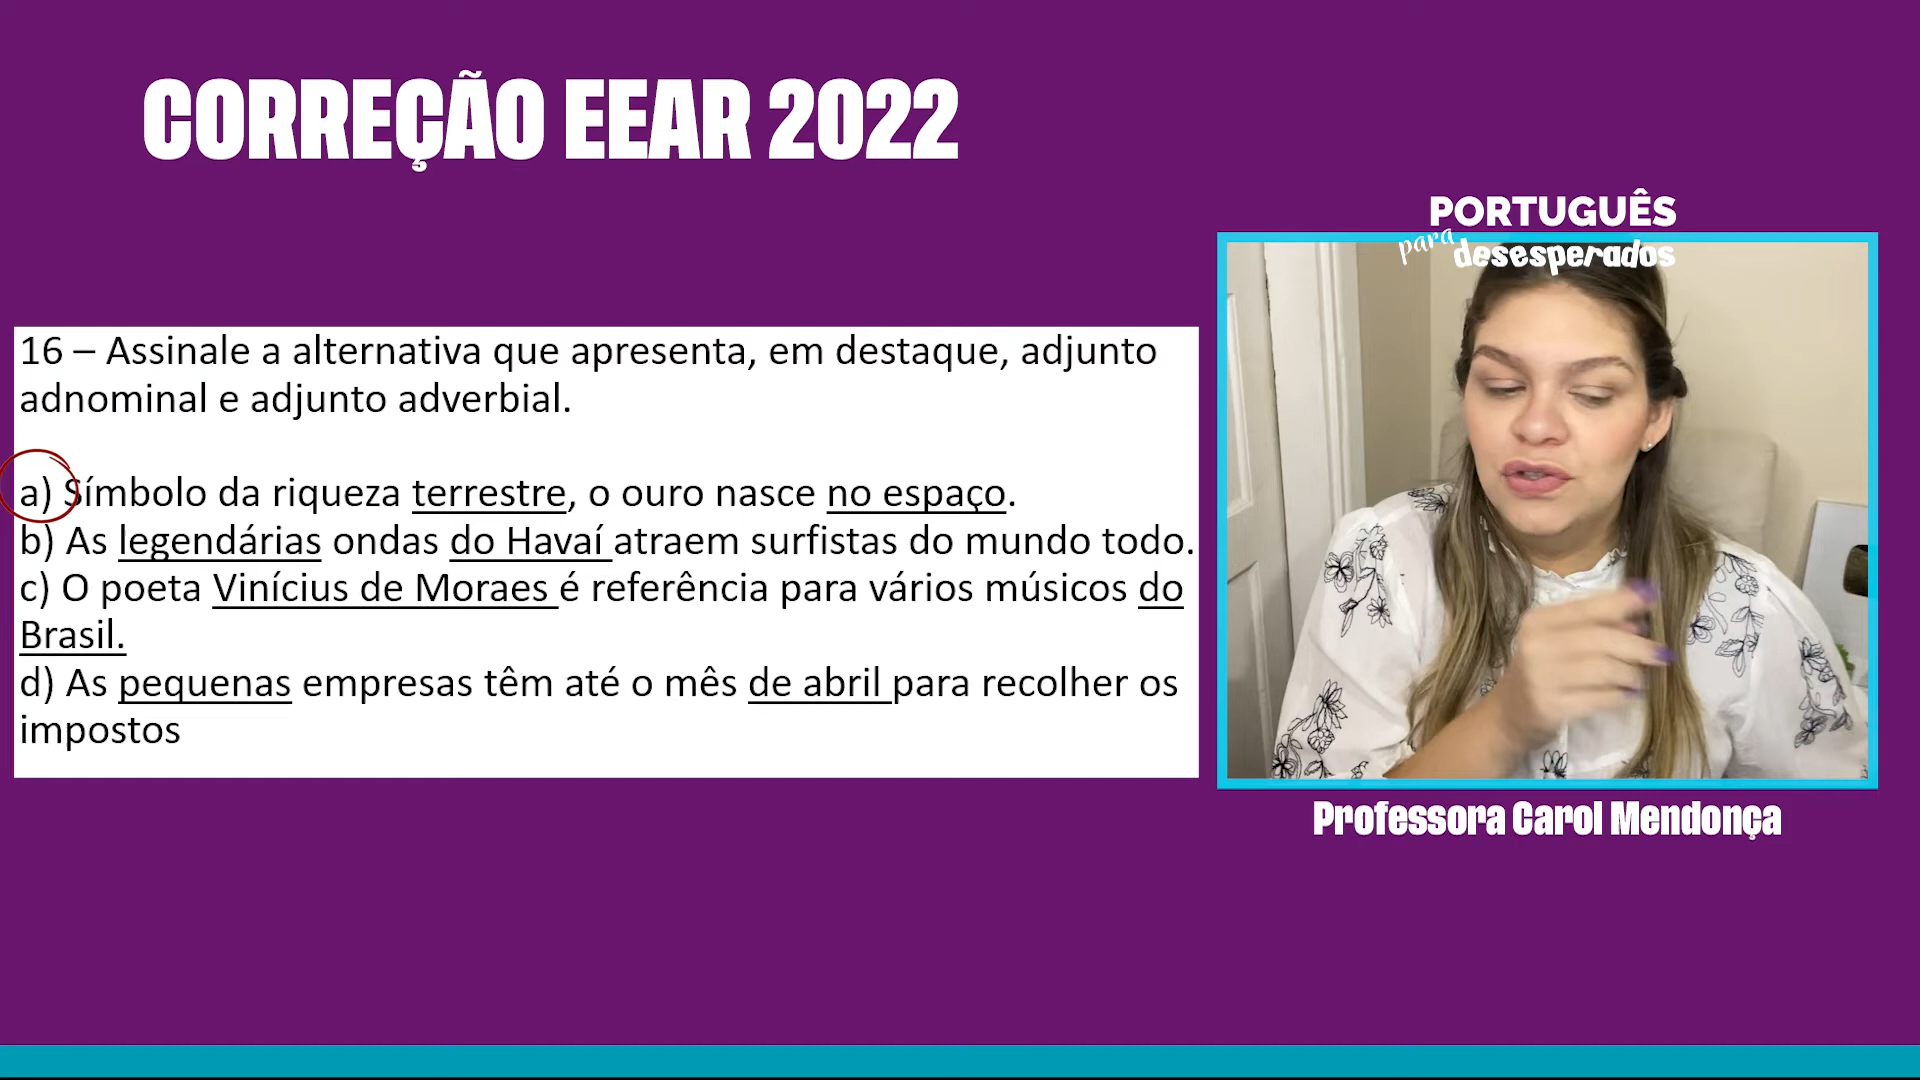 CORREÇÃO EEAR 2022
PORTUGUÊS
para desesperados
16 – Assinale a alternativa que apresenta, em destaque, adjunto
adnominal e adjunto adverbial.
a) Símbolo da riqueza terrestre, o ouro nasce no espaço.
b) As legendárias ondas do Havaí atraem surfistas do mundo todo.
c) O poeta Vinícius de Moraes é referência para vários músicos do
Brasil.
d) As pequenas empresas têm até o mês de abril para recolher os
impostos
Professora Carol Mendonça